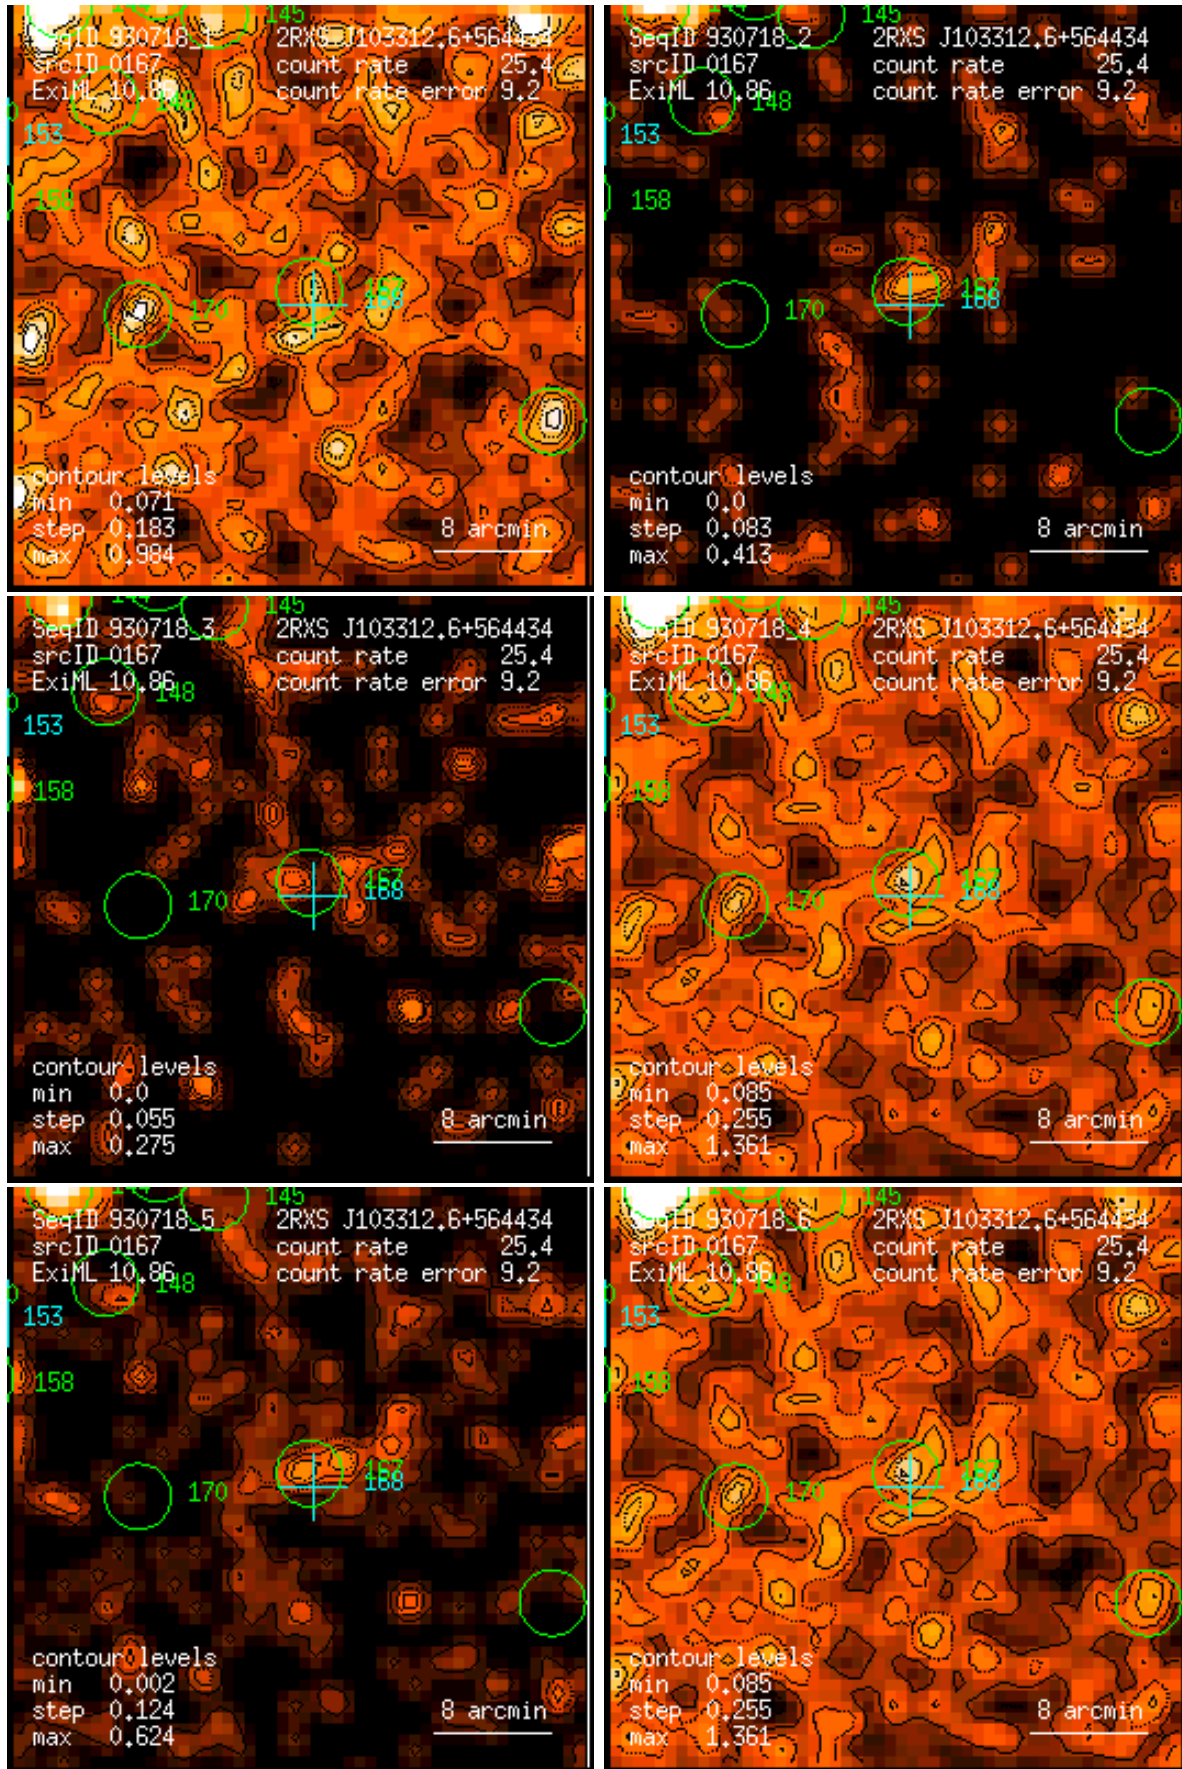 144 145
SeqID 930718_1 2RXS J103312.6+564434
srcID 0167 count rate 25.4
ExiML 10.86 count rate error 9.2
148
153
158
170 167
168
contour levels
min 0.071
step 0.183 8 arcmin
max 0.984
145
SeqID 930718_2 2RXS J103312.6+564434
srcID 0167 count rate 25.4
ExiML 10.86 count rate error 9.2
148
153
158
170 167
168
contour levels
min 0.0
step 0.083 8 arcmin
max 0.413
144 145
SeqID 930718_3 2RXS J103312.6+564434
srcID 0167 count rate 25.4
ExiML 10.86 count rate error 9.2
148
153
158
170 167
168
contour levels
min 0.0
step 0.055 8 arcmin
max 0.275
145
SeqID 930718_4 2RXS J103312.6+564434
srcID 0167 count rate 25.4
ExiML 10.86 count rate error 9.2
148
153
158
170 167
168
contour levels
min 0.085
step 0.255 8 arcmin
max 1.361
144 145
SeqID 930718_5 2RXS J103312.6+564434
srcID 0167 count rate 25.4
ExiML 10.86 count rate error 9.2
148
153
158
170 167
168
contour levels
min 0.002
step 0.124 8 arcmin
max 0.624
145
SeqID 930718_6 2RXS J103312.6+564434
srcID 0167 count rate 25.4
ExiML 10.86 count rate error 9.2
148
153
158
170 167
168
contour levels
min 0.085
step 0.255 8 arcmin
max 1.361